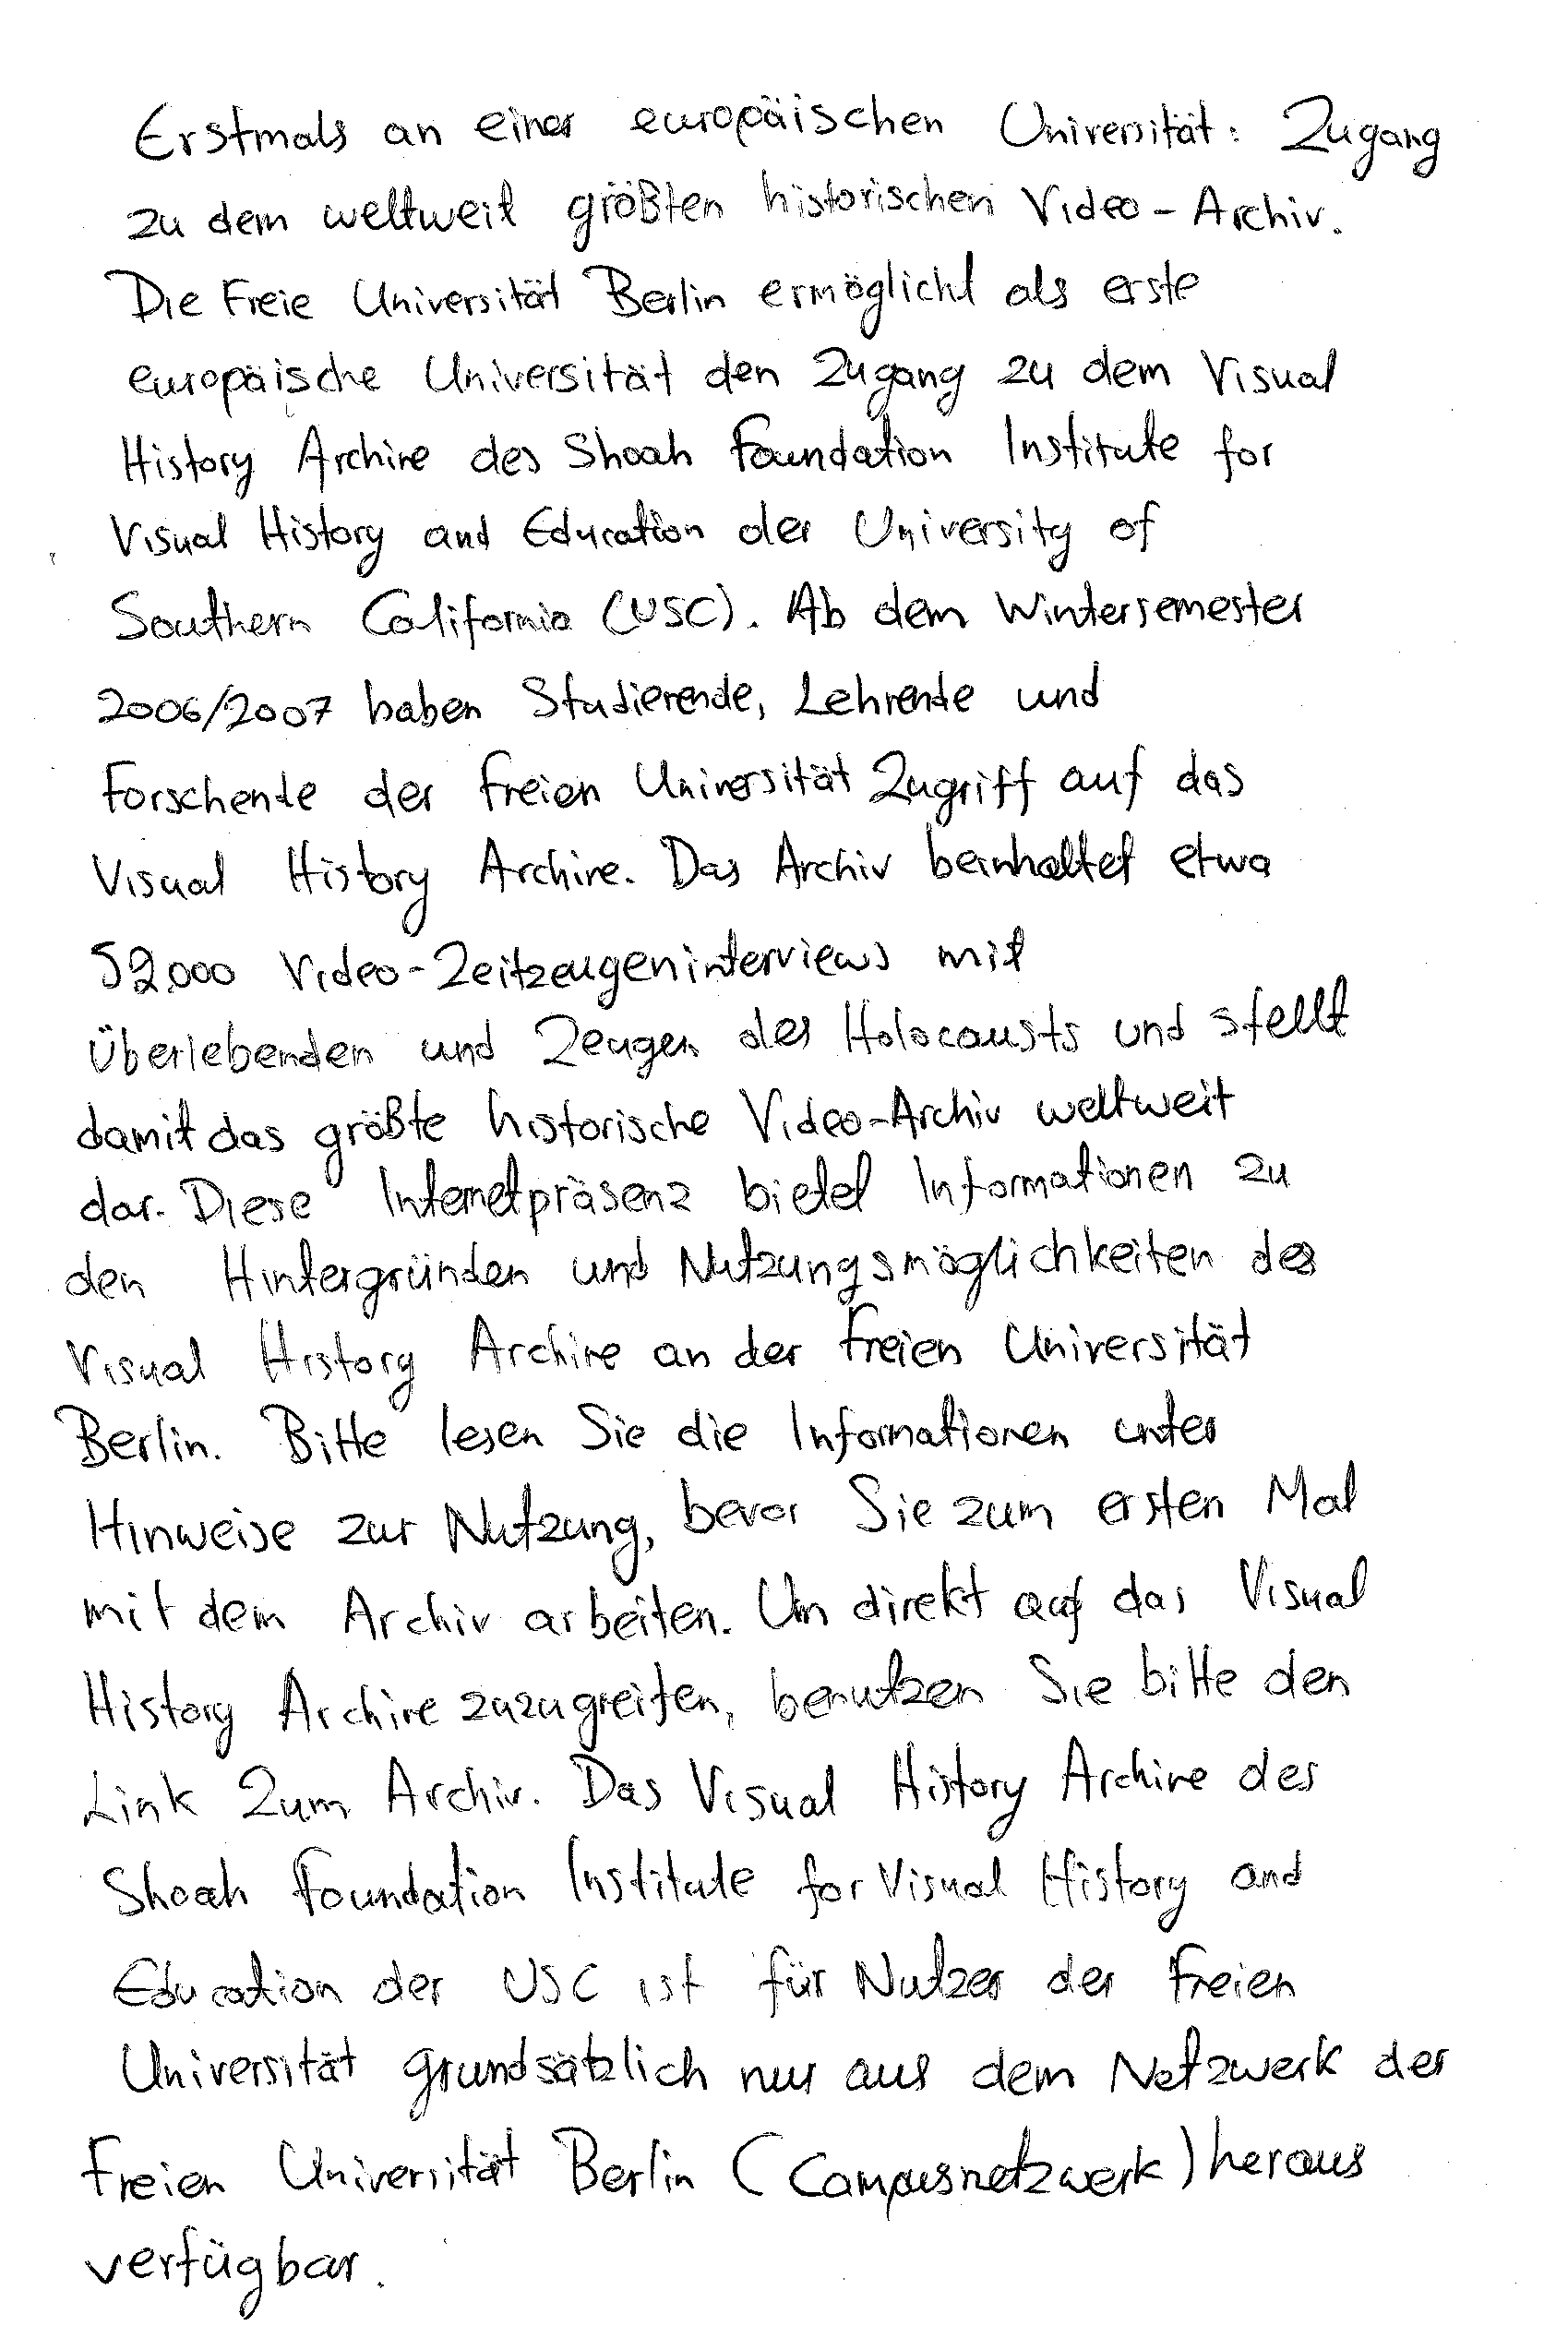 Erstmals an einer europäischen Universität: Zugang
zu dem weltweit größten historischen Video-Archiv.
Die Freie Universität Berlin ermöglicht als erste
europäische Universität den Zugang zu dem Visual
History Archive des Shoah Foundation Institute for
Visual History and Education der University of
Southern California (USC). Ab dem Wintersemester
2006/2007 haben Studierende, Lehrende und
Forschende der Freien Universität Zugriff auf das
Visual History Archive. Das Archiv beinhaltet etwa
52.000 Video-Zeitzeugeninterviews mit
Überlebenden und Zeugen des Holocausts und stellt
damit das größte historische Video-Archiv weltweit
dar. Diese Internetpräsenz bietet Informationen zu
den Hintergründen und Nutzungsmöglichkeiten des
Visual History Archive an der Freien Universität
Berlin. Bitte lesen Sie die Informationen unter
Hinweise zur Nutzung, bevor Sie zum ersten Mal
mit dem Archiv arbeiten. Um direkt auf das Visual
History Archive zuzugreifen, benutzen Sie bitte den
Link zum Archiv. Das Visual History Archive des
Shoah Foundation Institute for Visual History and
Education der USC ist für Nutzer der Freien
Universität grundsätzlich nur aus dem Netzwerk der
Freien Universität Berlin (Campusnetzwerk) heraus
verfügbar.